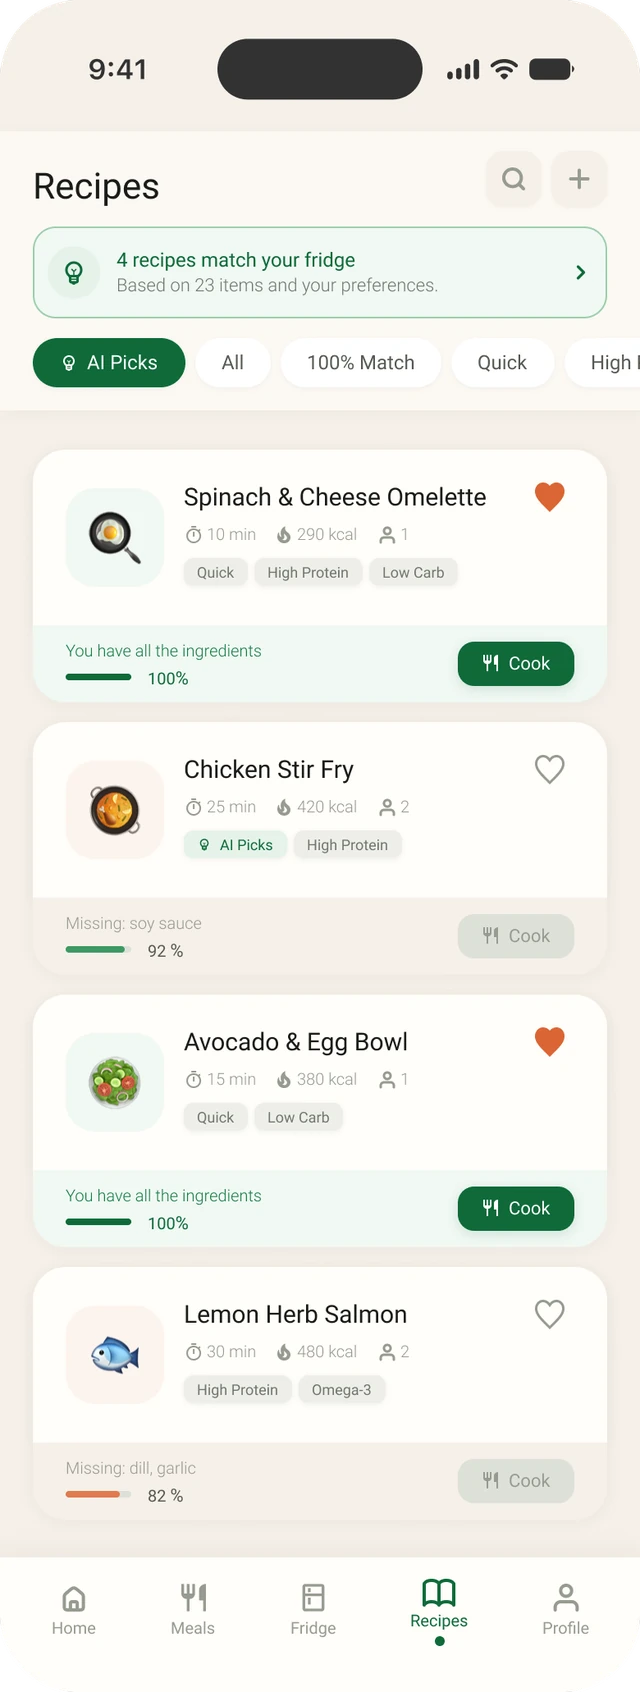 9:41
Recipes
4 recipes match your fridge
Based on 23 items and your preferences.
AI Picks
All
100% Match
Quick
High
Spinach & Cheese Omelette
10 min 290 kcal 1
Quick High Protein Low Carb
You have all the ingredients
100%
Cook
Chicken Stir Fry
25 min 420 kcal 2
AI Picks High Protein
Missing: soy sauce
92 %
Cook
Avocado & Egg Bowl
15 min 380 kcal 1
Quick Low Carb
You have all the ingredients
100%
Cook
Lemon Herb Salmon
30 min 480 kcal 2
High Protein Omega-3
Missing: dill, garlic
82 %
Cook
Home Meals Fridge Recipes Profile